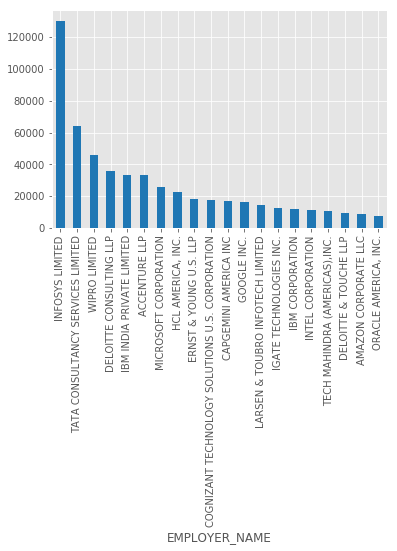 120000
100000
80000
60000
40000
20000
0
INFOSYS LIMITED
TATA CONSULTANCY SERVICES LIMITED
WIPRO LIMITED
DELOITTE CONSULTING LLP
IBM INDIA PRIVATE LIMITED
ACCENTURE LLP
MICROSOFT CORPORATION
HCL AMERICA, INC.
ERNST & YOUNG U.S. LLP
COGNIZANT TECHNOLOGY SOLUTIONS U.S. CORPORATION
CAPGEMINI AMERICA INC
GOOGLE INC.
LARSEN & TOUBRO INFOTECH LIMITED
IGATE TECHNOLOGIES INC.
IBM CORPORATION
INTEL CORPORATION
TECH MAHINDRA (AMERICAS),INC.
DELOITTE & TOUCHE LLP
AMAZON CORPORATE LLC
ORACLE AMERICA, INC.
EMPLOYER_NAME